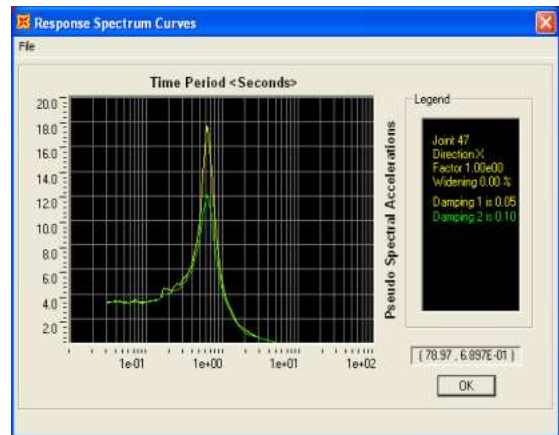 Response Spectrum Curves
File
Time Period <Seconds>
20.0
18.0
16.0
14.0
12.0
10.0
8.0
6.0
4.0
2.0
1e-01
1e+00
1e+01
1e+02
Pseudo Spectral Accelerations
Legend
Joint 47
Direction X
Factor 1.00e00
Widening 0.00 %
Damping 1 is 0.05
Damping 2 is 0.10
( 78.97 , 6.897E-01 )
OK